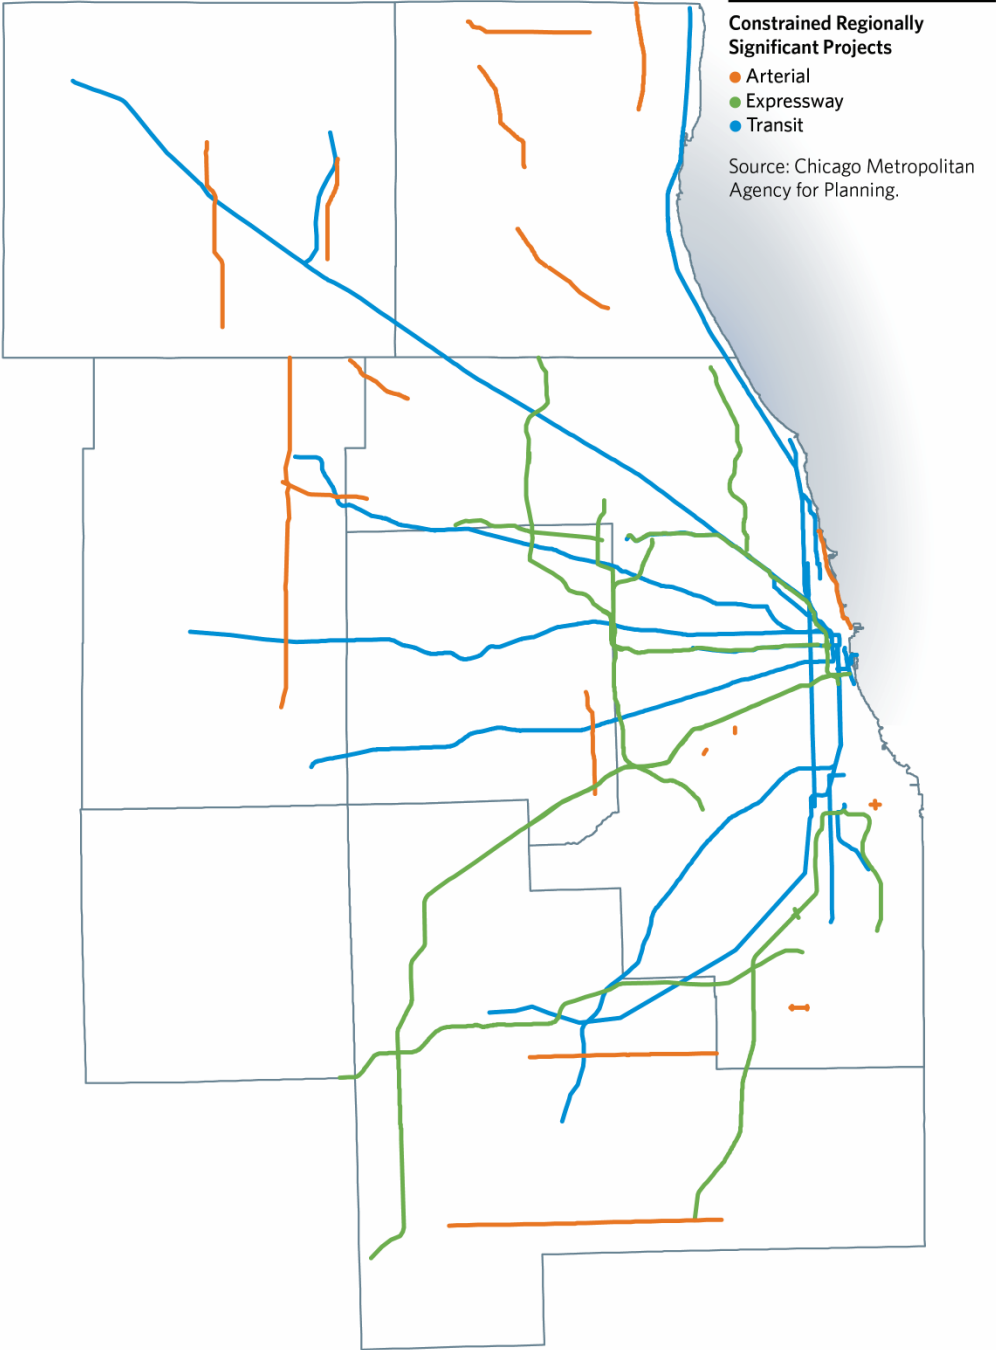 Constrained Regionally
Significant Projects
Arterial
Expressway
Transit
Source: Chicago Metropolitan
Agency for Planning.